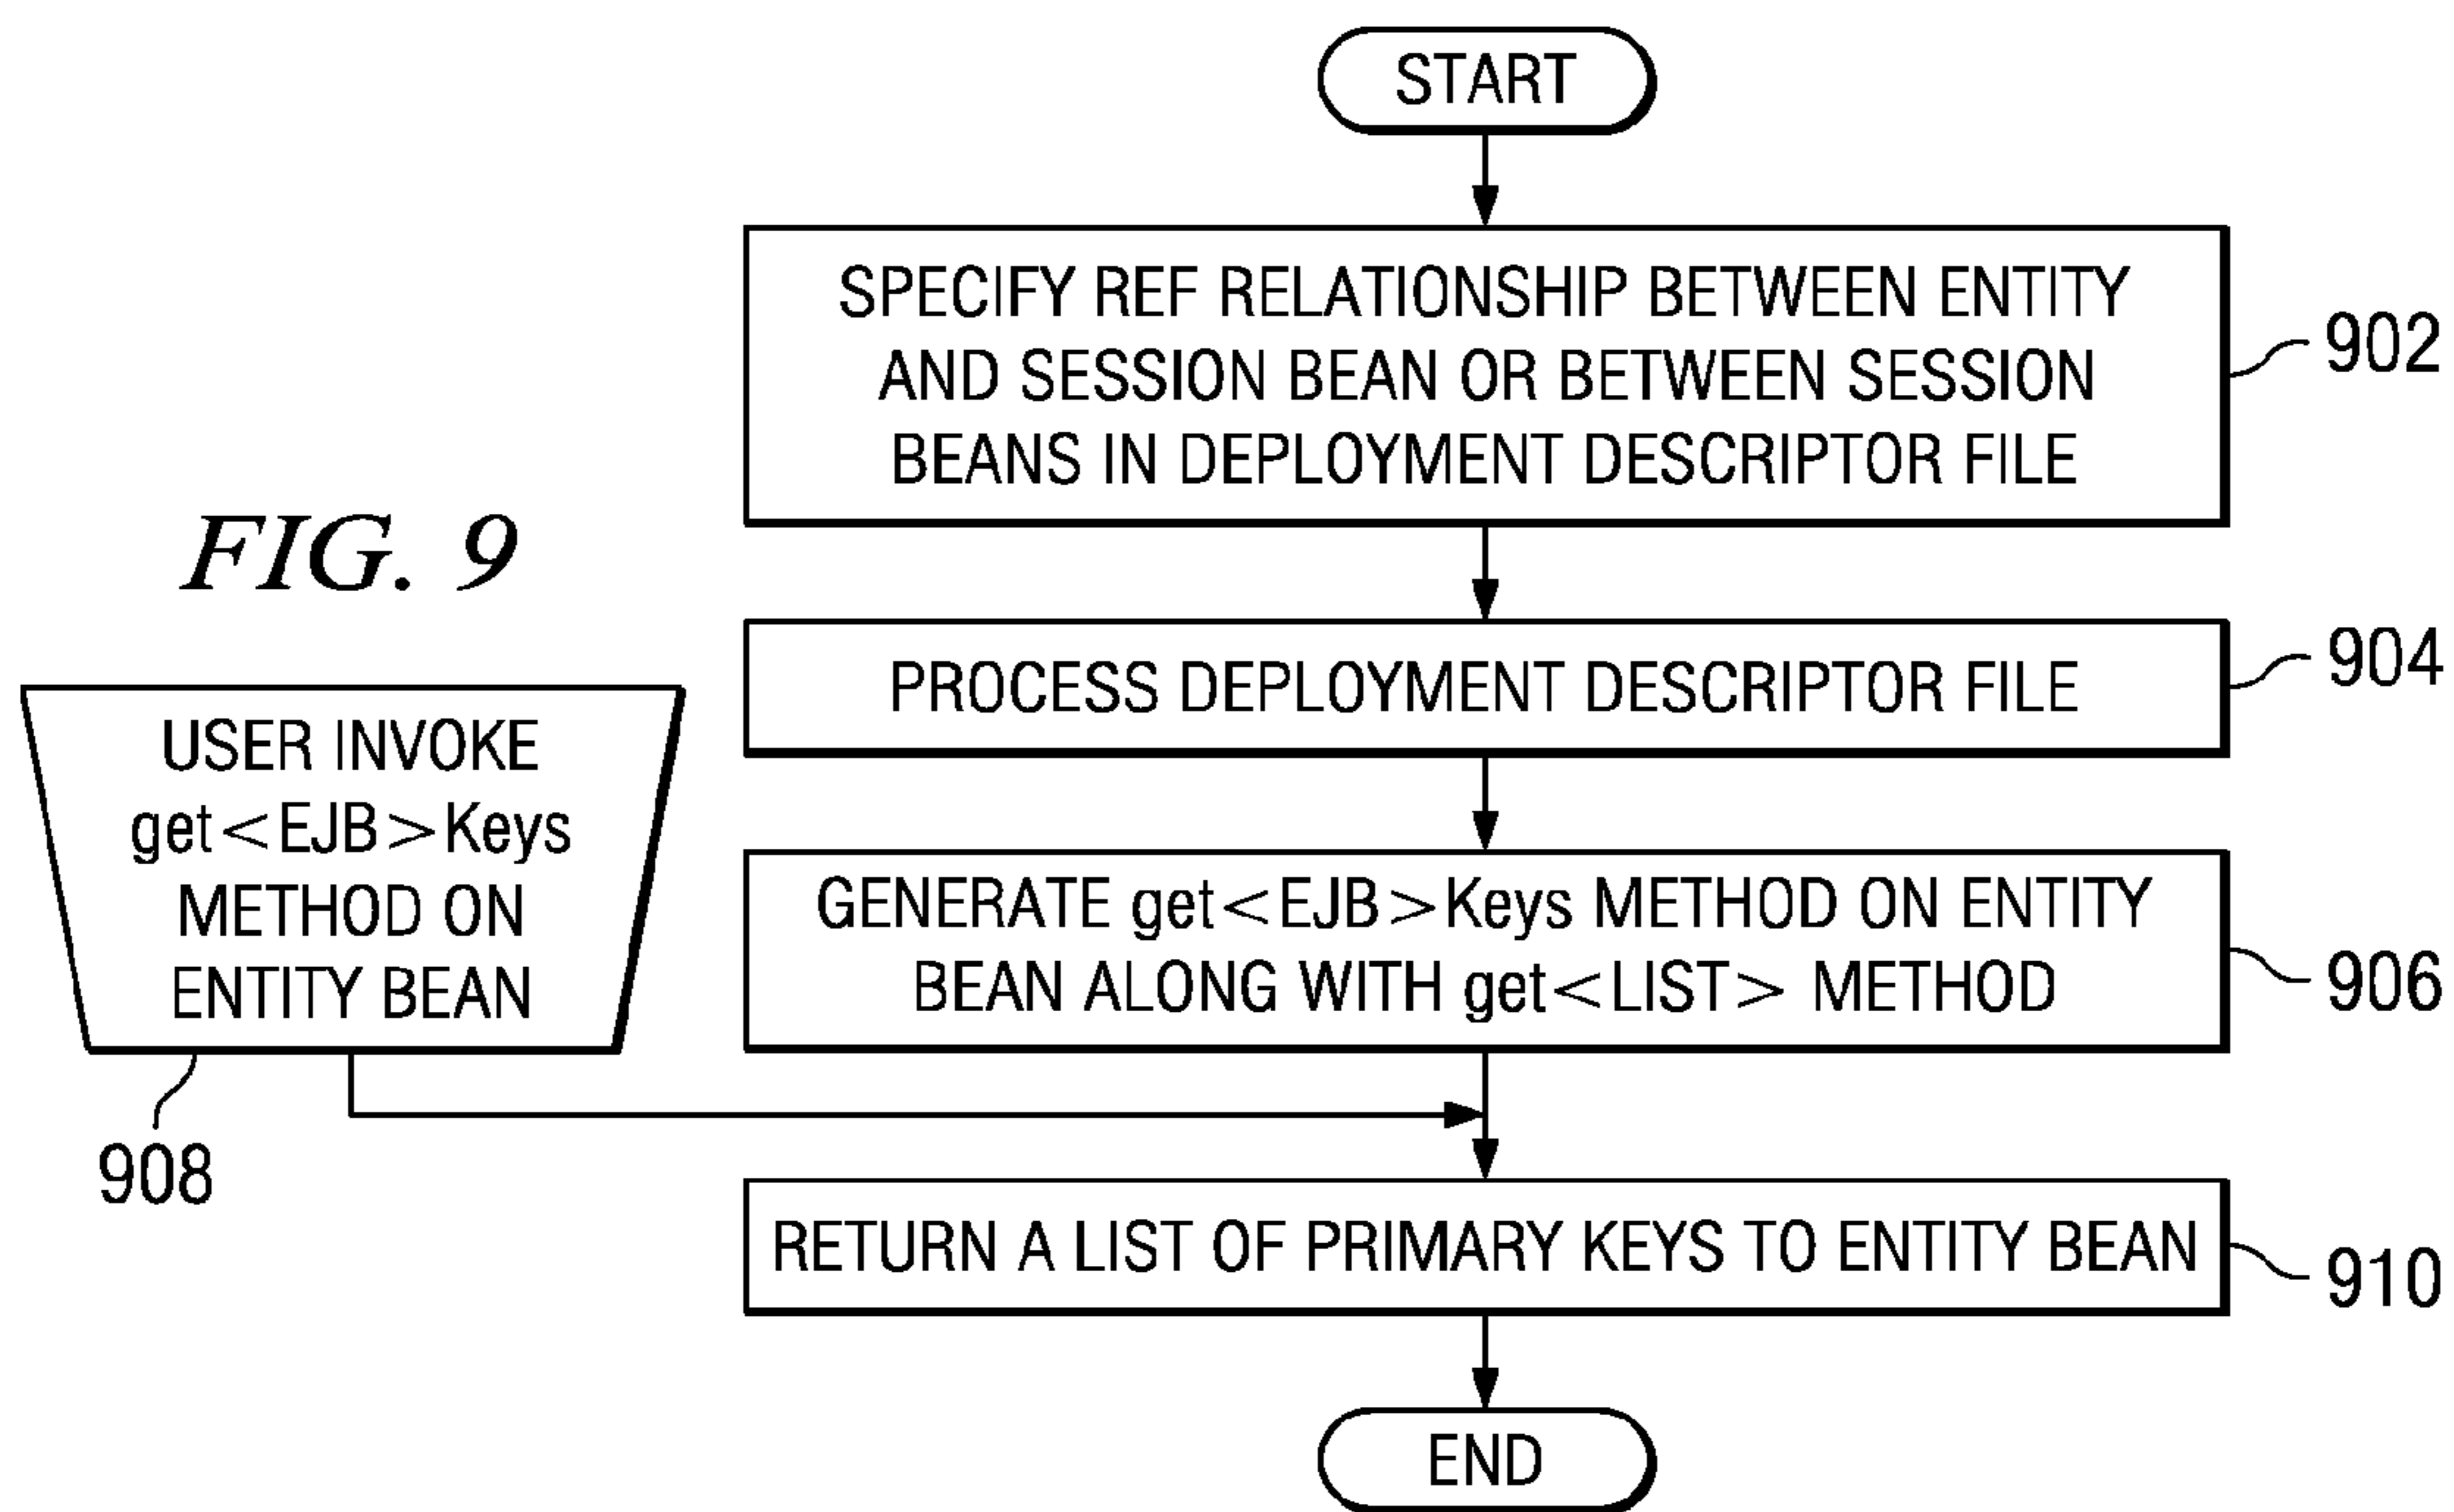 START
SPECIFY REF RELATIONSHIP BETWEEN ENTITY
AND SESSION BEAN OR BETWEEN SESSION
BEANS IN DEPLOYMENT DESCRIPTOR FILE
902
FIG. 9
PROCESS DEPLOYMENT DESCRIPTOR FILE
904
USER INVOKE
get<EJB>Keys
METHOD ON
ENTITY BEAN
908
GENERATE get<EJB>Keys METHOD ON ENTITY
BEAN ALONG WITH get<LIST> METHOD
906
RETURN A LIST OF PRIMARY KEYS TO ENTITY BEAN
910
END